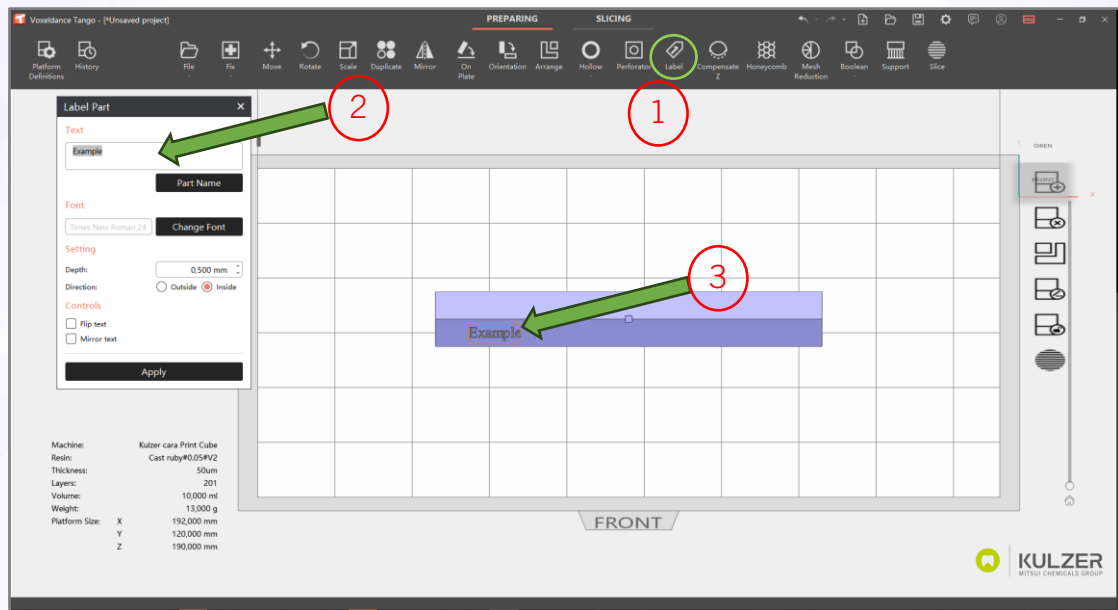 Voxeldance Tango - [*Unsaved project]
PREPARING SLICING
Platform Definitions
History
File
Fix
Move
Rotate
Scale
Duplicate
Mirror
On Plate
Orientation
Arrange
Hollow
Perforator
Label
Compensate Z
Honeycomb
Mesh Reduction
Boolean
Support
Slice
1
2
3
Label Part
Text
Example
Part Name
Font
Times New Roman,24 Change Font
Setting
Depth: 0,500 mm
Direction: Outside Inside
Controls
Flip text
Mirror text
Apply
Example
OBEN
FRONT
X
Machine: Kulzer cara Print Cube
Resin: Cast ruby#0.05#V2
Thickness: 50um
Layers: 201
Volume: 10,000 ml
Weight: 13,000 g
Platform Size: X 192,000 mm
Y 120,000 mm
Z 190,000 mm
FRONT
KULZER
MITSUI CHEMICALS GROUP